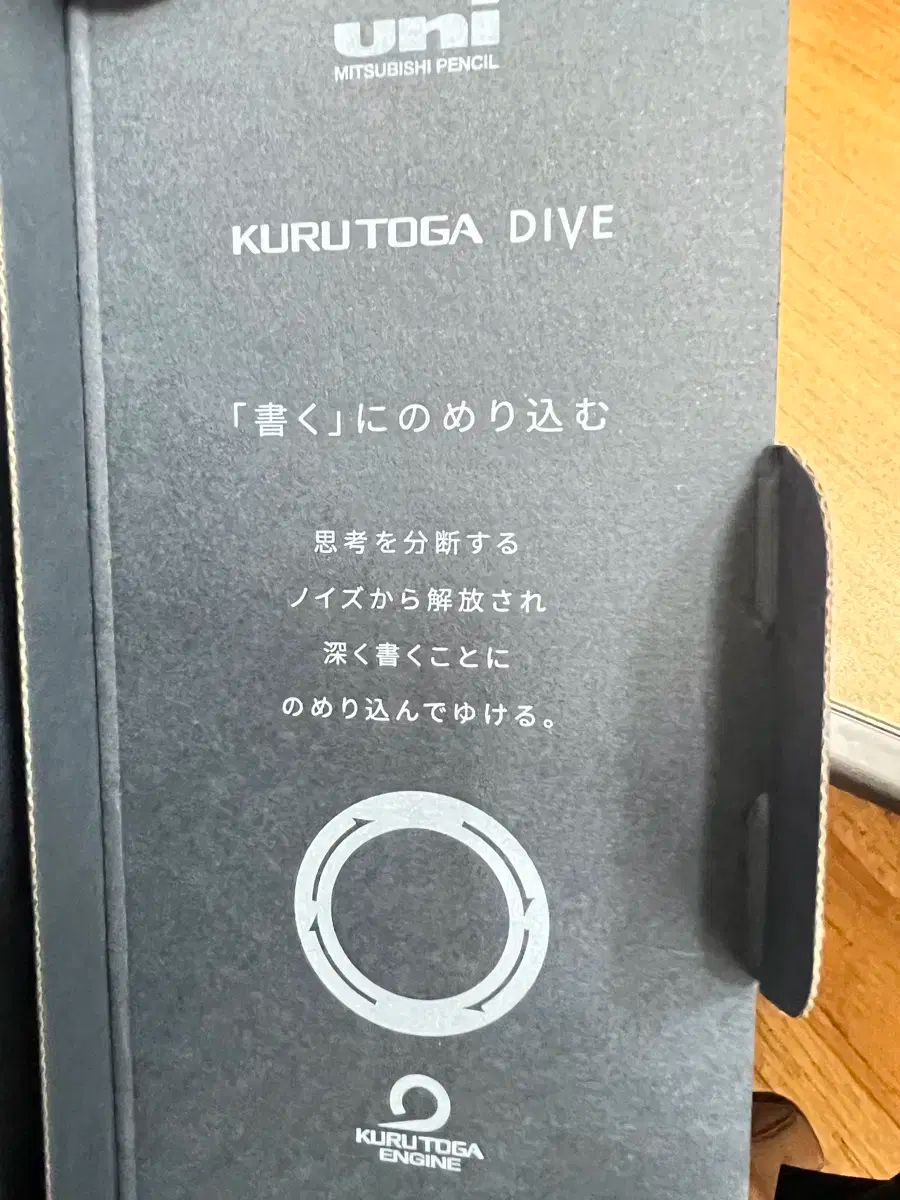 uni
MITSUBISHI PENCIL
KURUTOGA DIVE
「書く」にのめり込む
思考を分断する
ノイズから解放され
深く書くことに
のめり込んでゆける。
KURUTOGA
ENGINE